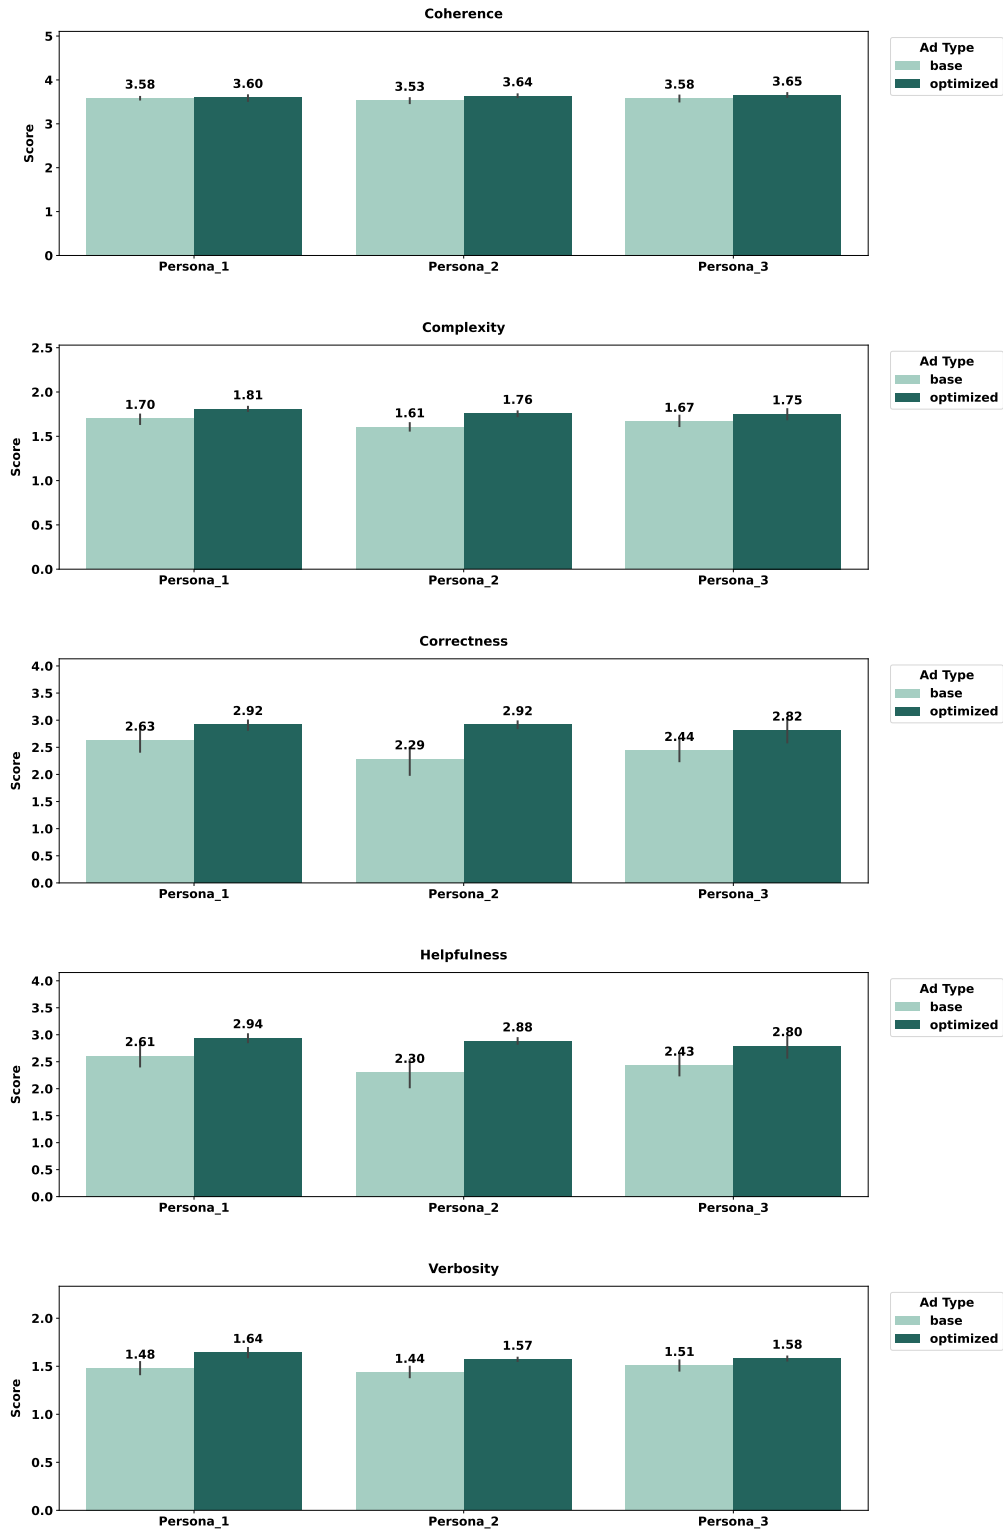 Coherence
5
4
3
2
1
0
Score
3.58
3.60
3.53
3.64
3.58
3.65
Persona_1
Persona_2
Persona_3
Ad Type
base
optimized
Complexity
2.5
2.0
1.5
1.0
0.5
0.0
Score
1.70
1.81
1.61
1.76
1.67
1.75
Persona_1
Persona_2
Persona_3
Ad Type
base
optimized
Correctness
4.0
3.5
3.0
2.5
2.0
1.5
1.0
0.5
0.0
Score
2.63
2.92
2.29
2.92
2.44
2.82
Persona_1
Persona_2
Persona_3
Ad Type
base
optimized
Helpfulness
4.0
3.5
3.0
2.5
2.0
1.5
1.0
0.5
0.0
Score
2.61
2.94
2.30
2.88
2.43
2.80
Persona_1
Persona_2
Persona_3
Ad Type
base
optimized
Verbosity
2.0
1.5
1.0
0.5
0.0
Score
1.48
1.64
1.44
1.57
1.51
1.58
Persona_1
Persona_2
Persona_3
Ad Type
base
optimized